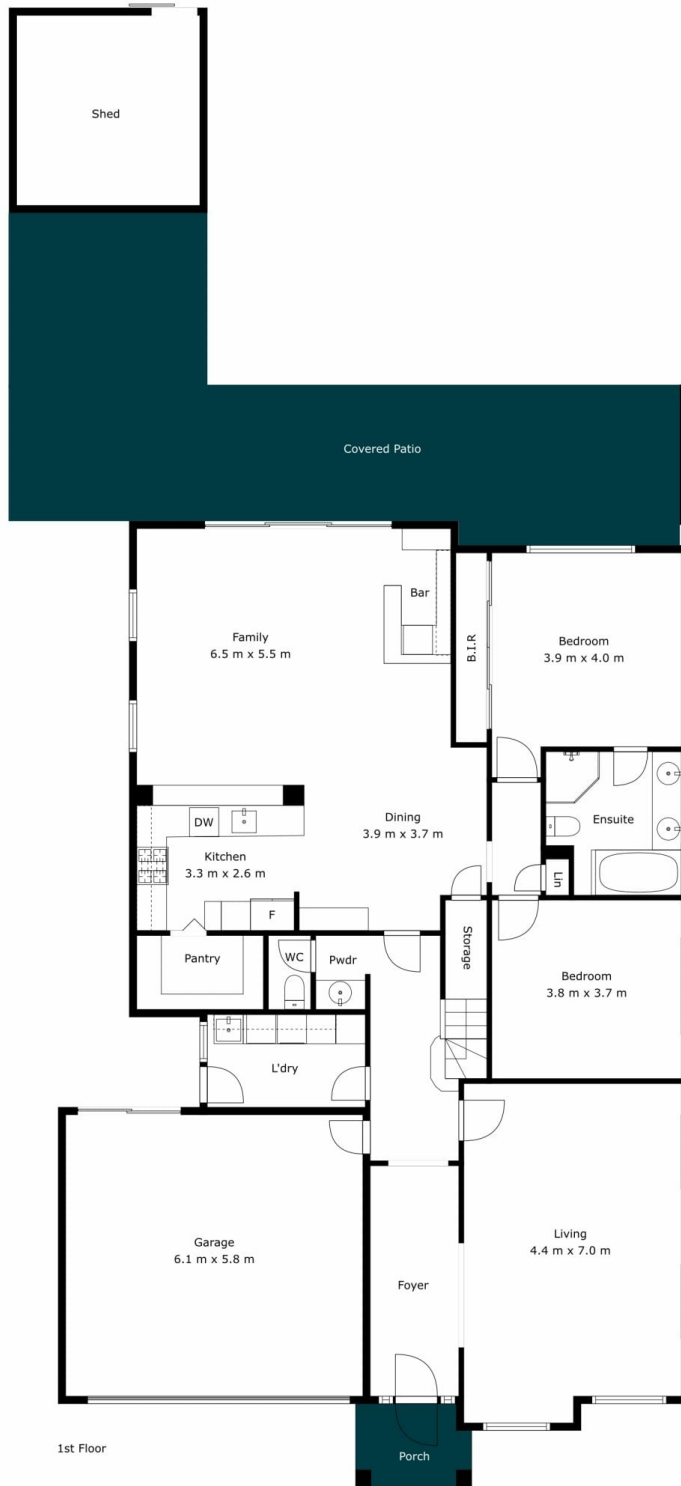 Shed
Covered Patio
Family
6.5 m x 5.5 m
Bar
B.I.R
Bedroom
3.9 m x 4.0 m
Dining
3.9 m x 3.7 m
DW
Kitchen
3.3 m x 2.6 m
F
Ensuite
Lin
Pantry
WC
Pwdr
Storage
Bedroom
3.8 m x 3.7 m
L'dry
Garage
6.1 m x 5.8 m
Foyer
Living
4.4 m x 7.0 m
1st Floor
Porch